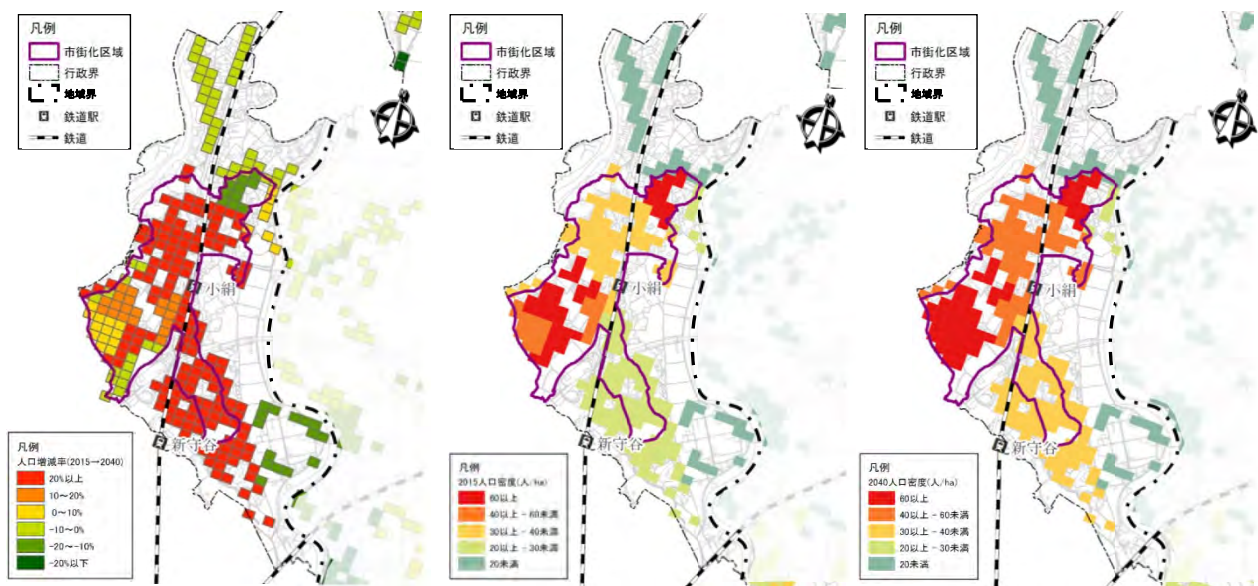 凡例
市街化区域
行政界
地域界
鉄道駅
鉄道
小絹
新守谷
凡例
人口増減率(2015→2040)
20%以上
10～20%
0～10%
-10～0%
-20～-10%
-20%以下
凡例
市街化区域
行政界
地域界
鉄道駅
鉄道
小絹
新守谷
凡例
2015人口密度(人/ha)
60以上
40以上 - 60未満
30以上 - 40未満
20以上 - 30未満
20未満
凡例
市街化区域
行政界
地域界
鉄道駅
鉄道
小絹
新守谷
凡例
2040人口密度(人/ha)
60以上
40以上 - 60未満
30以上 - 40未満
20以上 - 30未満
20未満